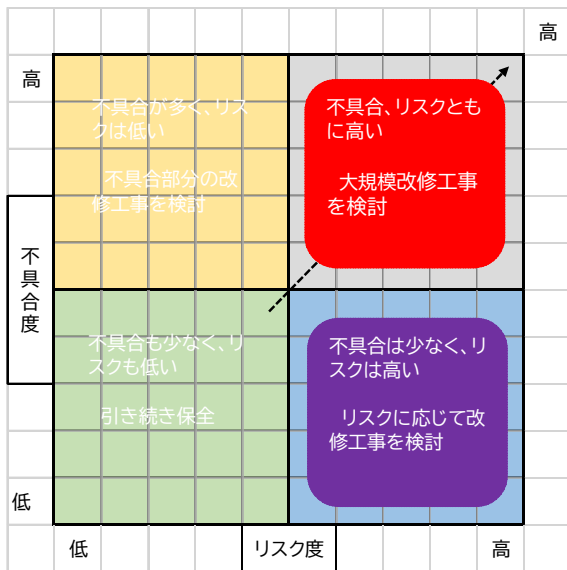 高
高
不具合が多く、リス
クは低い
不具合部分の改
修工事を検討
不具合、リスクとも
に高い
大規模改修工事
を検討
不具合度
不具合も少なく、リ
スクも低い
引き続き保全
不具合は少なく、リ
スクは高い
リスクに応じて改
修工事を検討
低
低
リスク度
高